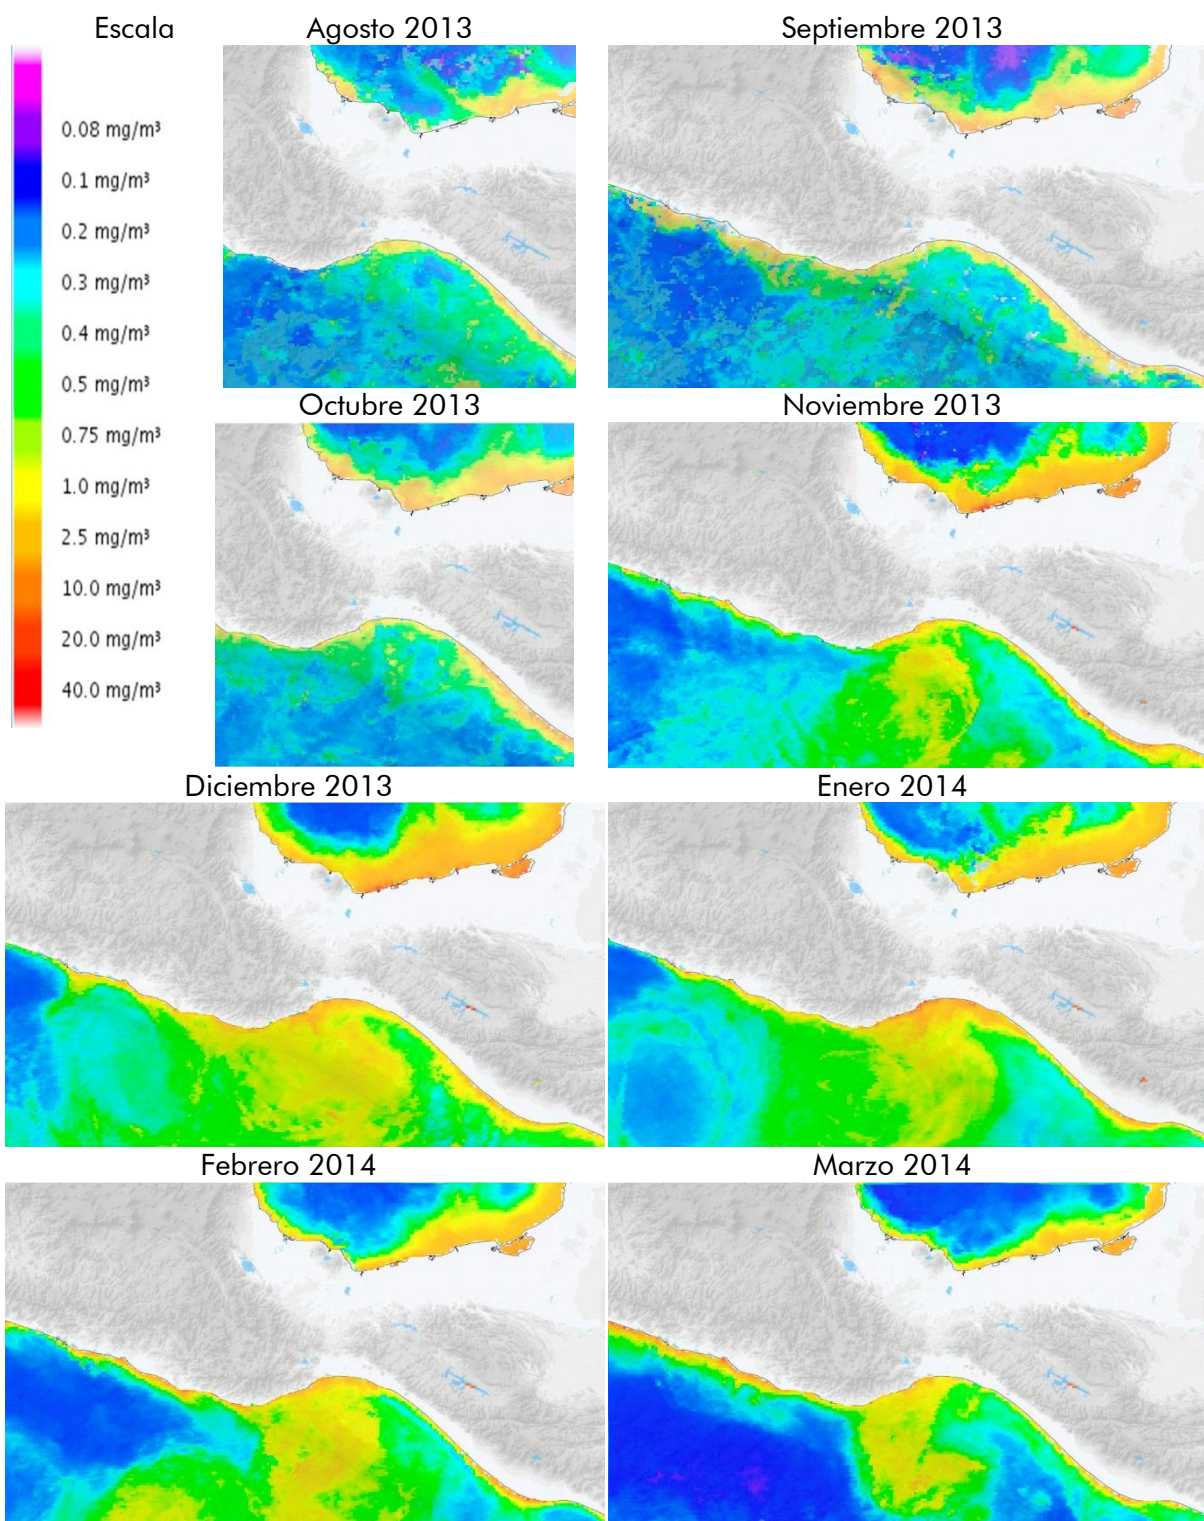 Escala
Agosto 2013
Septiembre 2013
0.08 mg/m³
0.1 mg/m³
0.2 mg/m³
0.3 mg/m³
0.4 mg/m³
0.5 mg/m³
0.75 mg/m³
1.0 mg/m³
2.5 mg/m³
10.0 mg/m³
20.0 mg/m³
40.0 mg/m³
Octubre 2013
Noviembre 2013
Diciembre 2013
Enero 2014
Febrero 2014
Marzo 2014